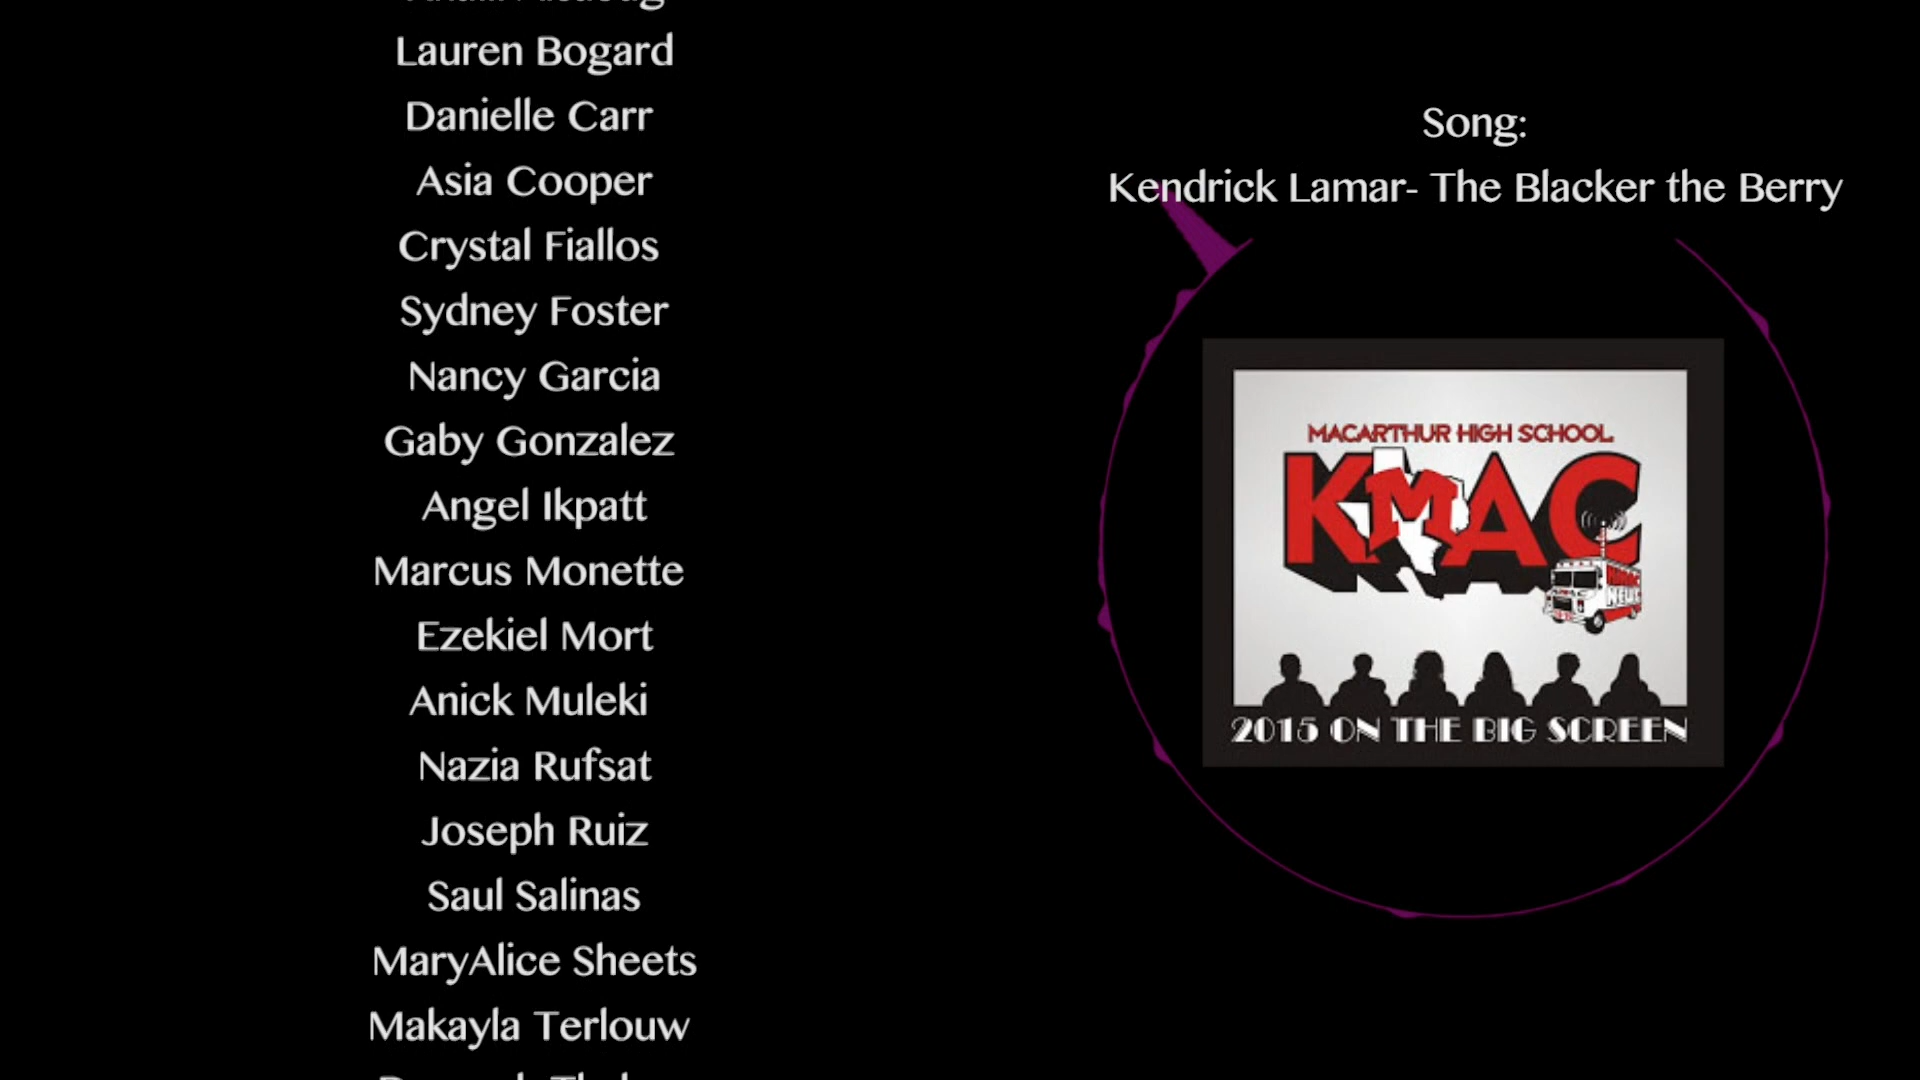 Lauren Bogard
Danielle Carr
Asia Cooper
Crystal Fiallos
Sydney Foster
Nancy Garcia
Gaby Gonzalez
Angel Ikpatt
Marcus Monette
Ezekiel Mort
Anick Muleki
Nazia Rufsat
Joseph Ruiz
Saul Salinas
MaryAlice Sheets
Makayla Terlouw
Song:
Kendrick Lamar- The Blacker the Berry
MACARTHUR HIGH SCHOOL
KMAC
NEWS
2015 ON THE BIG SCREEN